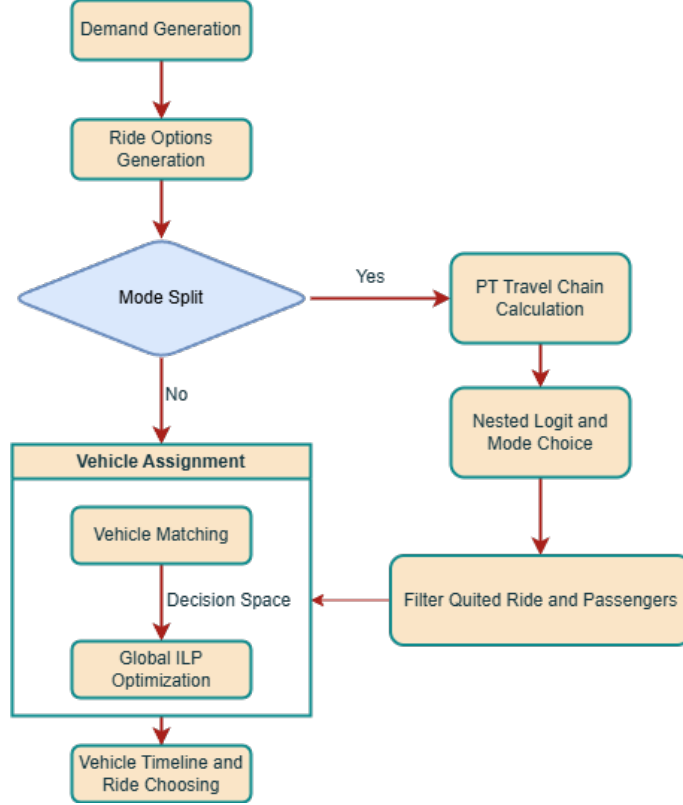 Demand Generation
Ride Options
Generation
Mode Split
Yes
PT Travel Chain
Calculation
No
Nested Logit and
Mode Choice
Vehicle Assignment
Vehicle Matching
Decision Space
Filter Quited Ride and Passengers
Global ILP
Optimization
Vehicle Timeline and
Ride Choosing